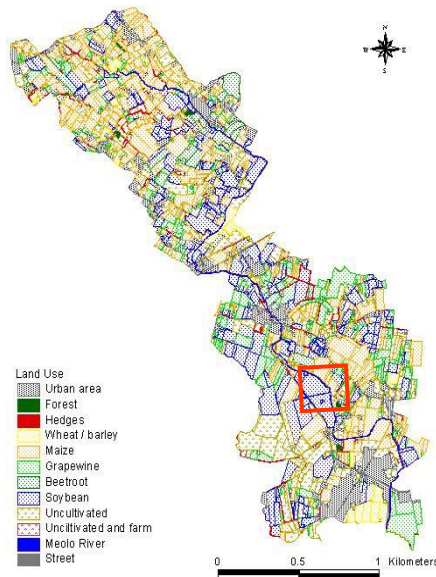 N
W E
S
Land Use
Urban area
Forest
Hedges
Wheat / barley
Maize
Grapewine
Beetroot
Soybean
Uncultivated
Unciltivated and farm
Meolo River
Street
0 0.5 1 Kilometers